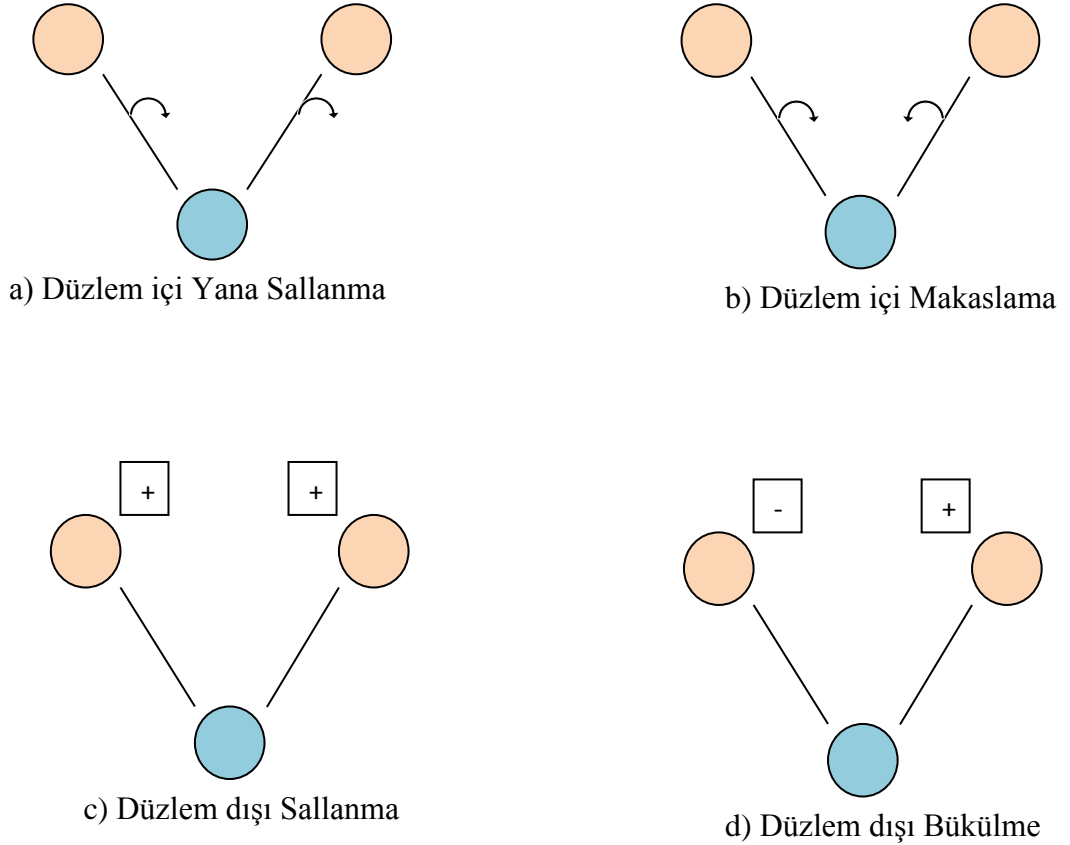 a) Düzlem içi Yana Sallanma
b) Düzlem içi Makaslama
+
+
-
+
c) Düzlem dışı Sallanma
d) Düzlem dışı Bükülme